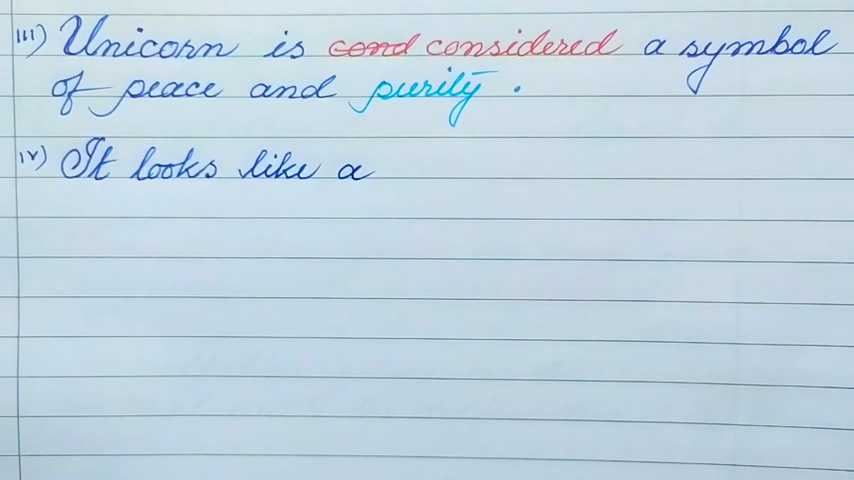 iii) Unicorn is cond considered a symbol
of peace and purity.
iv) It looks like a